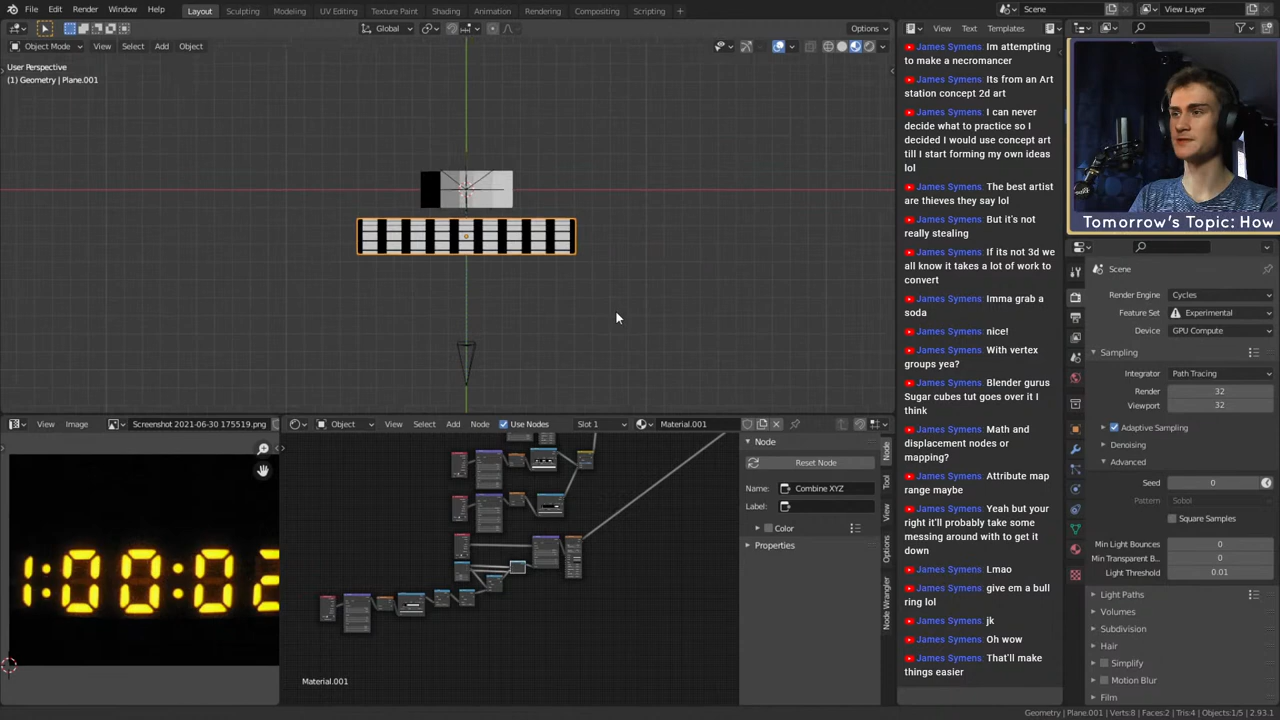 File Edit Render Window Help
Layout Sculpting Modeling UV Editing Texture Paint Shading Animation Rendering Compositing Scripting +
Scene
View Layer
Global
Options
Object Mode View Select Add Object
User Perspective
(1) Geometry | Plane.001
View Text Templates
James Symens: Im attempting
to make a necromancer
James Symens: Its from an Art
station concept 2d art
James Symens: I can never
decide what to practice so I
decided I would use concept art
till I start forming my own ideas
lol
James Symens: The best artist
are thieves they say lol
James Symens: But it's not
really stealing
James Symens: If its not 3d we
all know it takes a lot of work to
convert
James Symens: Imma grab a
soda
James Symens: nice!
James Symens: With vertex
groups yea?
James Symens: Blender gurus
Sugar cubes tut goes over it I
think
James Symens: Math and
displacement nodes or
mapping?
James Symens: Attribute map
range maybe
James Symens: Yeah but your
right it'll probably take some
messing around with to get it
down
James Symens: Lmao
James Symens: give em a bull
ring lol
James Symens: jk
James Symens: Oh wow
James Symens: That'll make
things easier
Tomorrow's Topic: How
Scene
Render Engine Cycles
Feature Set Experimental
Device GPU Compute
Sampling
Integrator Path Tracing
Render 32
Viewport 32
Adaptive Sampling
Denoising
Advanced
Seed 0
Pattern Sobol
Square Samples
Min Light Bounces 0
Min Transparent B... 0
Light Threshold 0.01
Light Paths
Volumes
Subdivision
Hair
Simplify
Motion Blur
Film
View Image Screenshot 2021-06-30 175519.png
1:00:02
Object View Select Add Node Use Nodes Slot 1 Material.001
Node
Reset Node
Name: Combine XYZ
Label:
Color
Properties
Node
Tool
View
Options
Node Wrangler
Material.001
Geometry | Plane.001 | Verts:8 | Faces:2 | Tris:4 | Objects:1/5 | 2.93.1